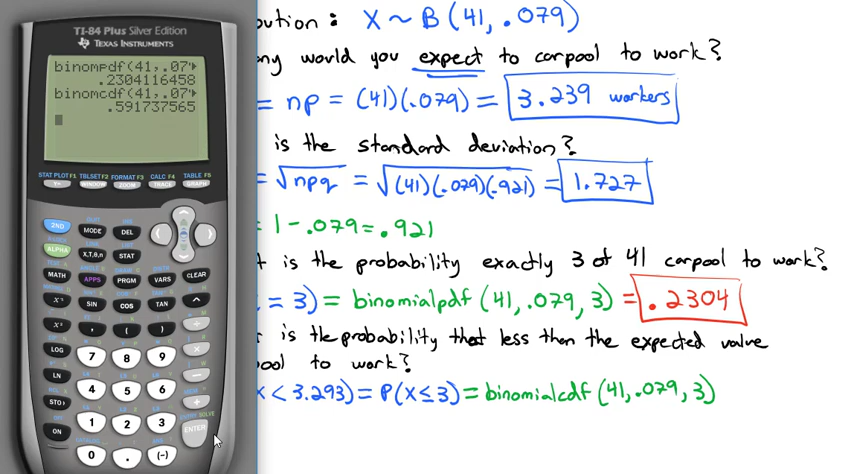 TI-84 Plus Silver Edition
TEXAS INSTRUMENTS
binompdf(41,.07
.2304116458
binomcdf(41,.07
.591737565
STAT PLOT F1 TBLSET F2 FORMAT F3 CALC F4 TABLE F5
Y= WINDOW ZOOM TRACE GRAPH
2ND MODE DEL
ALPHA X,T,θ,n STAT
MATH APPS PRGM VARS CLEAR
SIN COS TAN ^
, ( )
LOG 7 8 9
LN 4 5 6
STO 1 2 3
ON 0 . (-) ENTER
bution: X ~ B (41, .079)
any would you expect to carpool to work?
= np = (41)(.079) = 3.239 workers
is the standard deviation?
= √npq = √(41)(.079)(.921) = 1.727
= 1 - .079 = .921
t is the probability exactly 3 of 41 carpool to work?
= 3) = binomialpdf (41, .079, 3) = .2304
is the probability that less than the expected value
pool to work?
x < 3.293) = P(x ≤ 3) = binomialcdf (41, .079, 3)